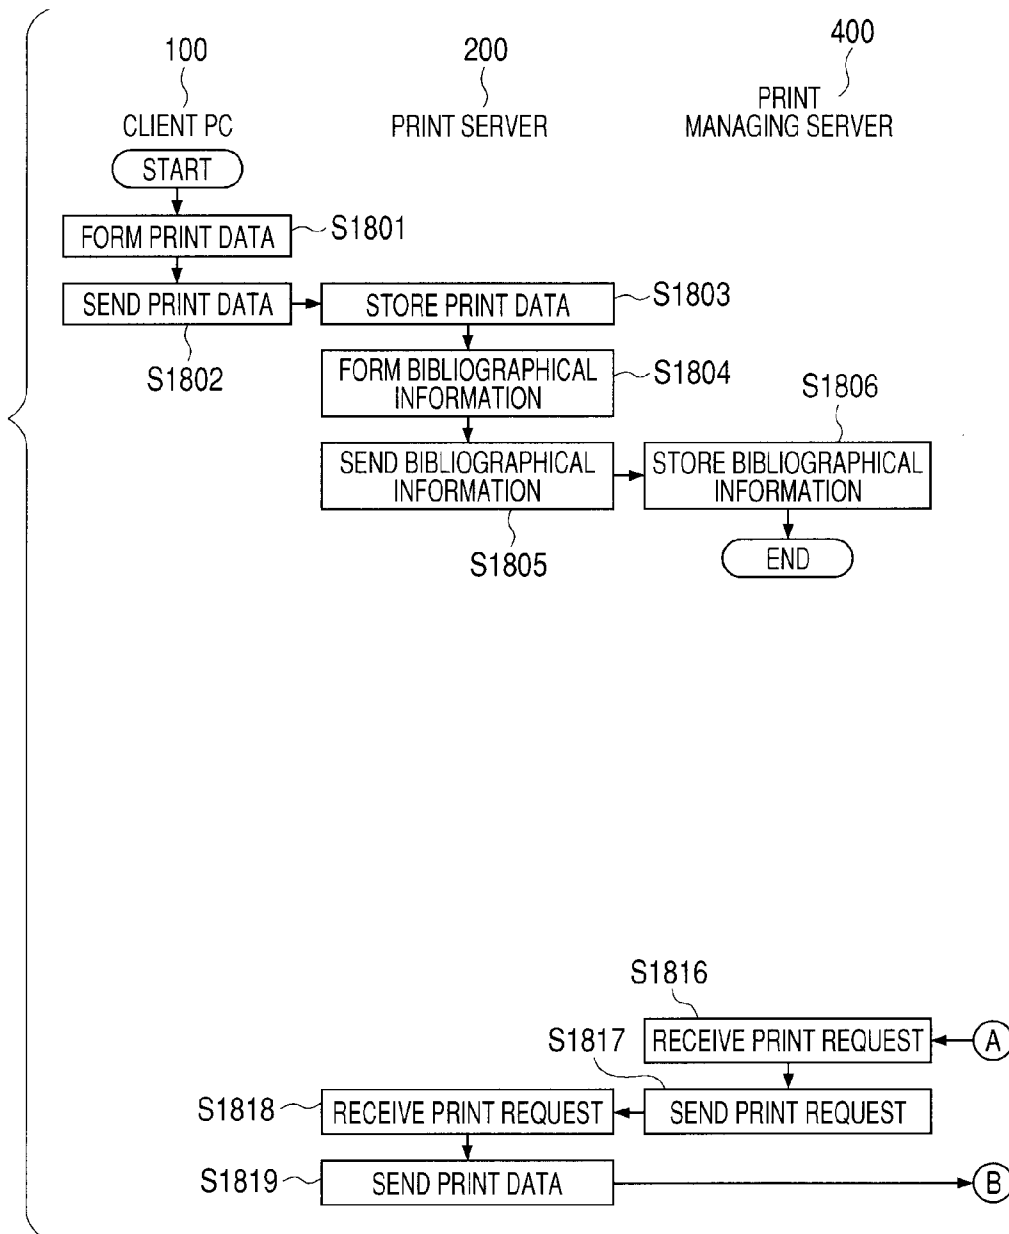 100
200
400
CLIENT PC
PRINT SERVER
PRINT
MANAGING SERVER
START
FORM PRINT DATA
S1801
SEND PRINT DATA
S1802
STORE PRINT DATA
S1803
FORM BIBLIOGRAPHICAL
INFORMATION
S1804
SEND BIBLIOGRAPHICAL
INFORMATION
S1805
S1806
STORE BIBLIOGRAPHICAL
INFORMATION
END
S1816
RECEIVE PRINT REQUEST
A
S1817
SEND PRINT REQUEST
S1818
RECEIVE PRINT REQUEST
S1819
SEND PRINT DATA
B